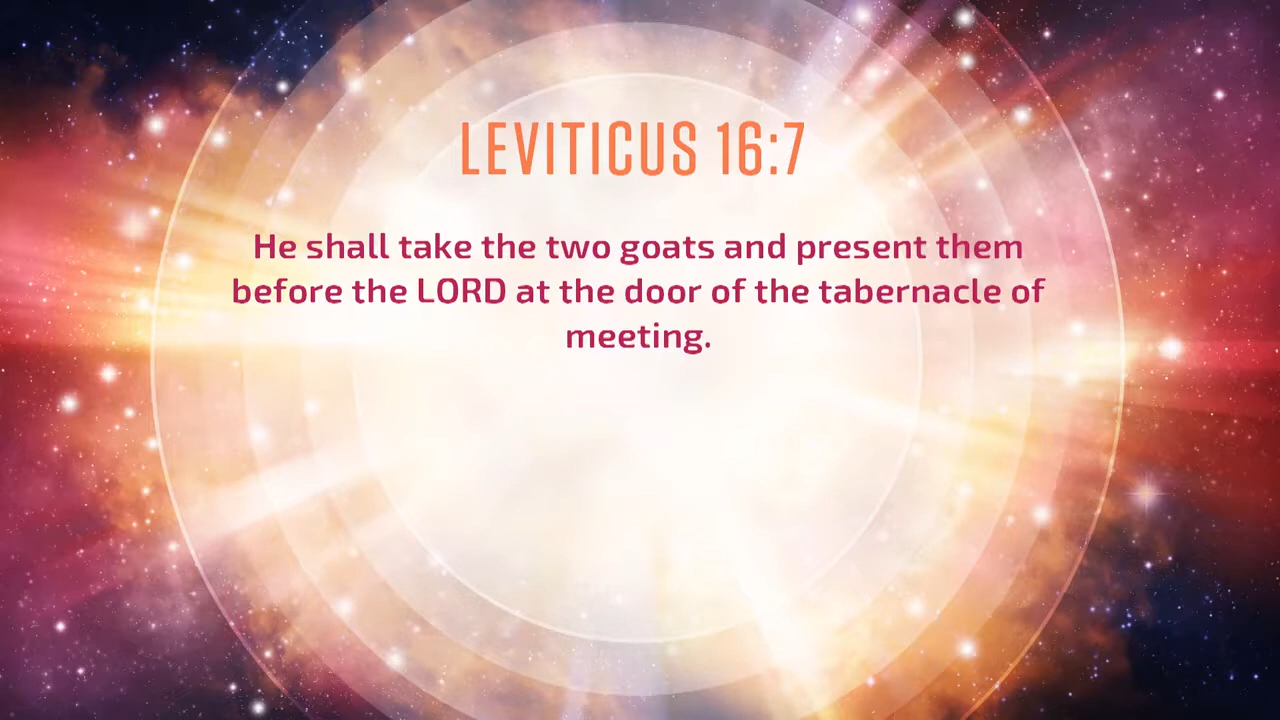 LEVITICUS 16:7
He shall take the two goats and present them
before the LORD at the door of the tabernacle of
meeting.